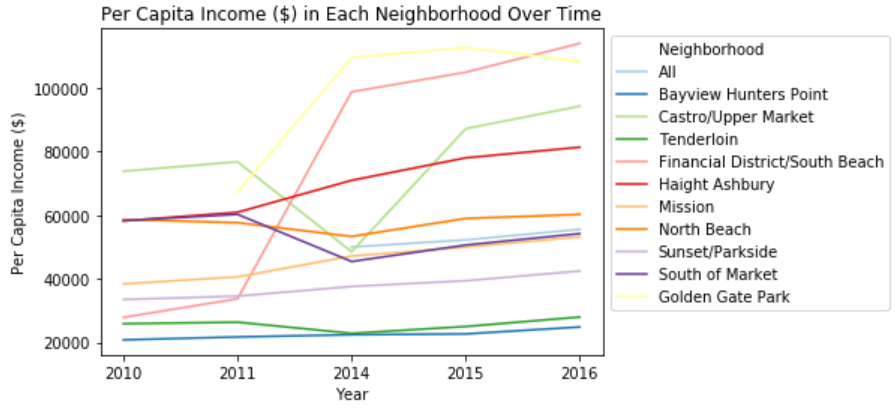 Per Capita Income ($) in Each Neighborhood Over Time
Per Capita Income ($)
100000
80000
60000
40000
20000
2010
2011
2014
2015
2016
Year
Neighborhood
All
Bayview Hunters Point
Castro/Upper Market
Tenderloin
Financial District/South Beach
Haight Ashbury
Mission
North Beach
Sunset/Parkside
South of Market
Golden Gate Park